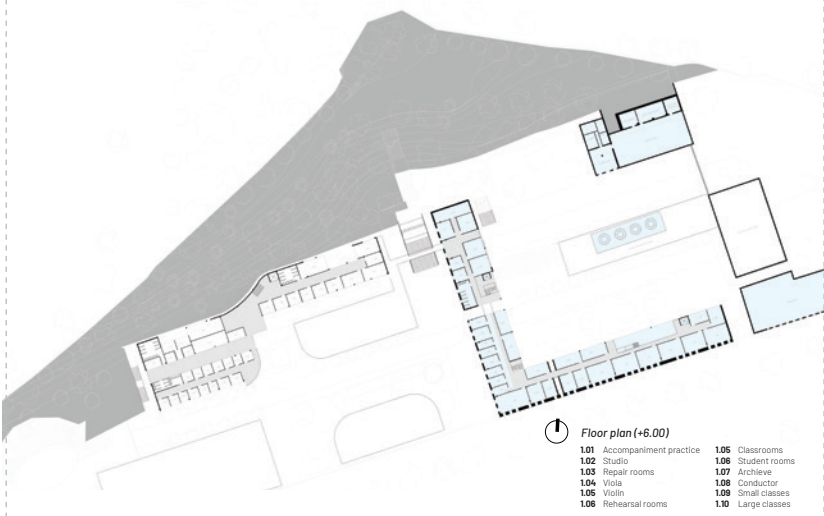 Floor plan (+6.00)
1.01 Accompaniment practice
1.02 Studio
1.03 Repair rooms
1.04 Viola
1.05 Violin
1.06 Rehearsal rooms
1.05 Classrooms
1.06 Student rooms
1.07 Archieve
1.08 Conductor
1.09 Small classes
1.10 Large classes